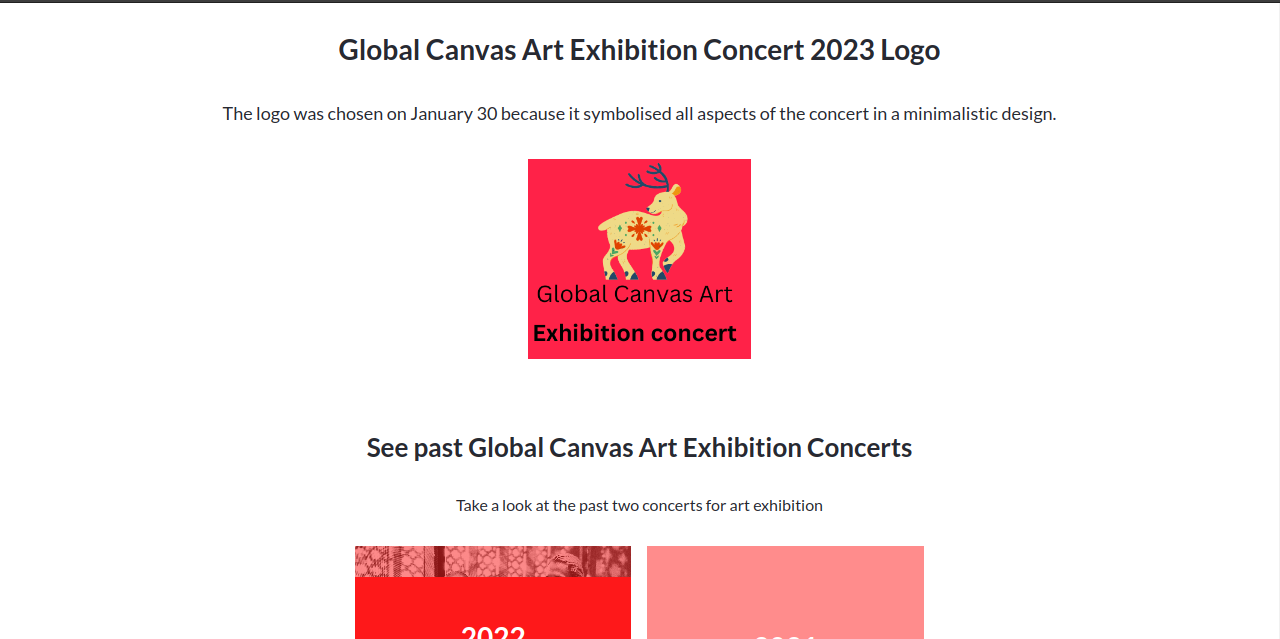 Global Canvas Art Exhibition Concert 2023 Logo
The logo was chosen on January 30 because it symbolised all aspects of the concert in a minimalistic design.
Global Canvas Art
Exhibition concert
See past Global Canvas Art Exhibition Concerts
Take a look at the past two concerts for art exhibition
2022